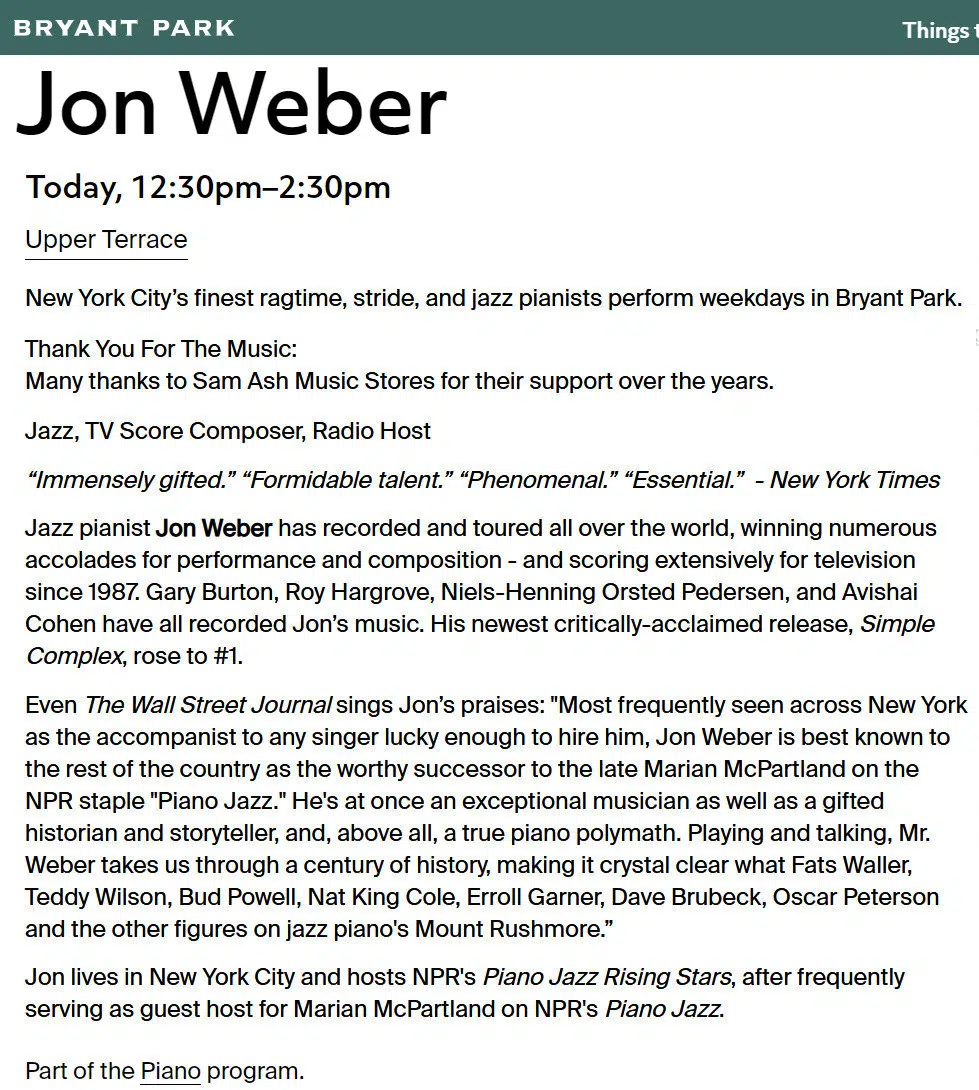 BRYANT PARK
Things t
Jon Weber
Today, 12:30pm–2:30pm
Upper Terrace
New York City’s finest ragtime, stride, and jazz pianists perform weekdays in Bryant Park.
Thank You For The Music:
Many thanks to Sam Ash Music Stores for their support over the years.
Jazz, TV Score Composer, Radio Host
“Immensely gifted.” “Formidable talent.” “Phenomenal.” “Essential.”  - New York Times
Jazz pianist Jon Weber has recorded and toured all over the world, winning numerous
accolades for performance and composition - and scoring extensively for television
since 1987. Gary Burton, Roy Hargrove, Niels-Henning Orsted Pedersen, and Avishai
Cohen have all recorded Jon’s music. His newest critically-acclaimed release, Simple
Complex, rose to #1.
Even The Wall Street Journal sings Jon’s praises: "Most frequently seen across New York
as the accompanist to any singer lucky enough to hire him, Jon Weber is best known to
the rest of the country as the worthy successor to the late Marian McPartland on the
NPR staple "Piano Jazz." He's at once an exceptional musician as well as a gifted
historian and storyteller, and, above all, a true piano polymath. Playing and talking, Mr.
Weber takes us through a century of history, making it crystal clear what Fats Waller,
Teddy Wilson, Bud Powell, Nat King Cole, Erroll Garner, Dave Brubeck, Oscar Peterson
and the other figures on jazz piano's Mount Rushmore.”
Jon lives in New York City and hosts NPR's Piano Jazz Rising Stars, after frequently
serving as guest host for Marian McPartland on NPR's Piano Jazz.
Part of the Piano program.